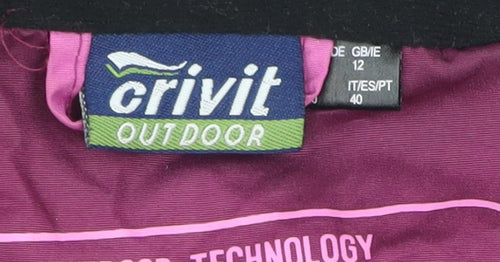 crivit
OUTDOOR
DE GB/IE
12
IT/ES/PT
40
TECHNOLOGY